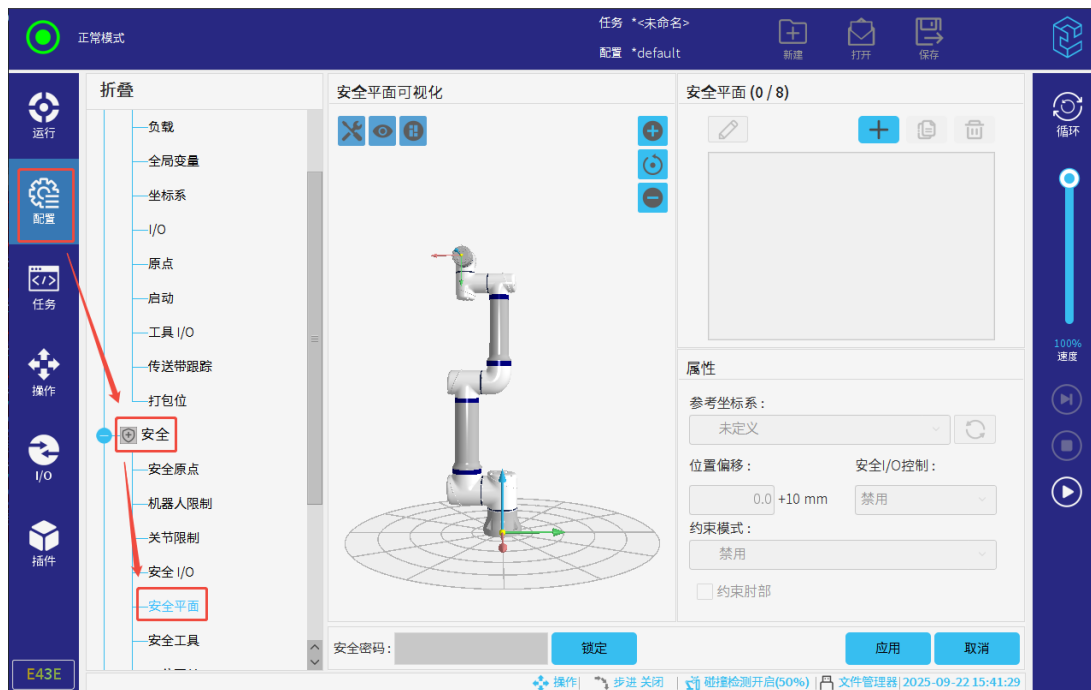 正常模式
任务 *<未命名>
配置 *default
新建
打开
保存
运行
配置
任务
操作
I/O
插件
E43E
折叠
负载
全局变量
坐标系
I/O
原点
启动
工具 I/O
传送带跟踪
打包位
安全
安全原点
机器人限制
关节限制
安全 I/O
安全平面
安全工具
安全平面可视化
安全平面 (0 / 8)
属性
参考坐标系：
未定义
位置偏移： 安全I/O控制：
0.0 +10 mm 禁用
约束模式：
禁用
约束肘部
安全密码： 锁定 应用 取消
循环
100%
速度
操作| 步进 关闭 | 碰撞检测开启(50%) | 文件管理器| 2025-09-22 15:41:29